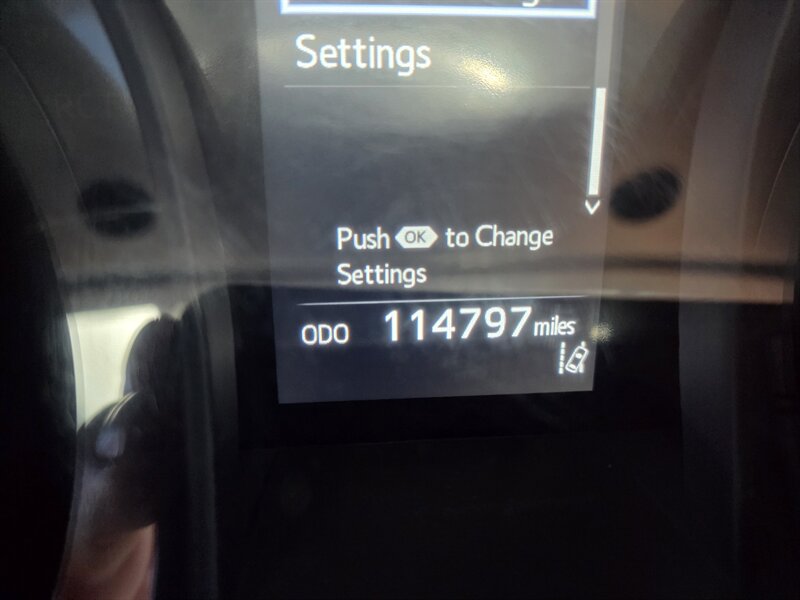 Settings
Push OK to Change
Settings
ODO 114797 miles